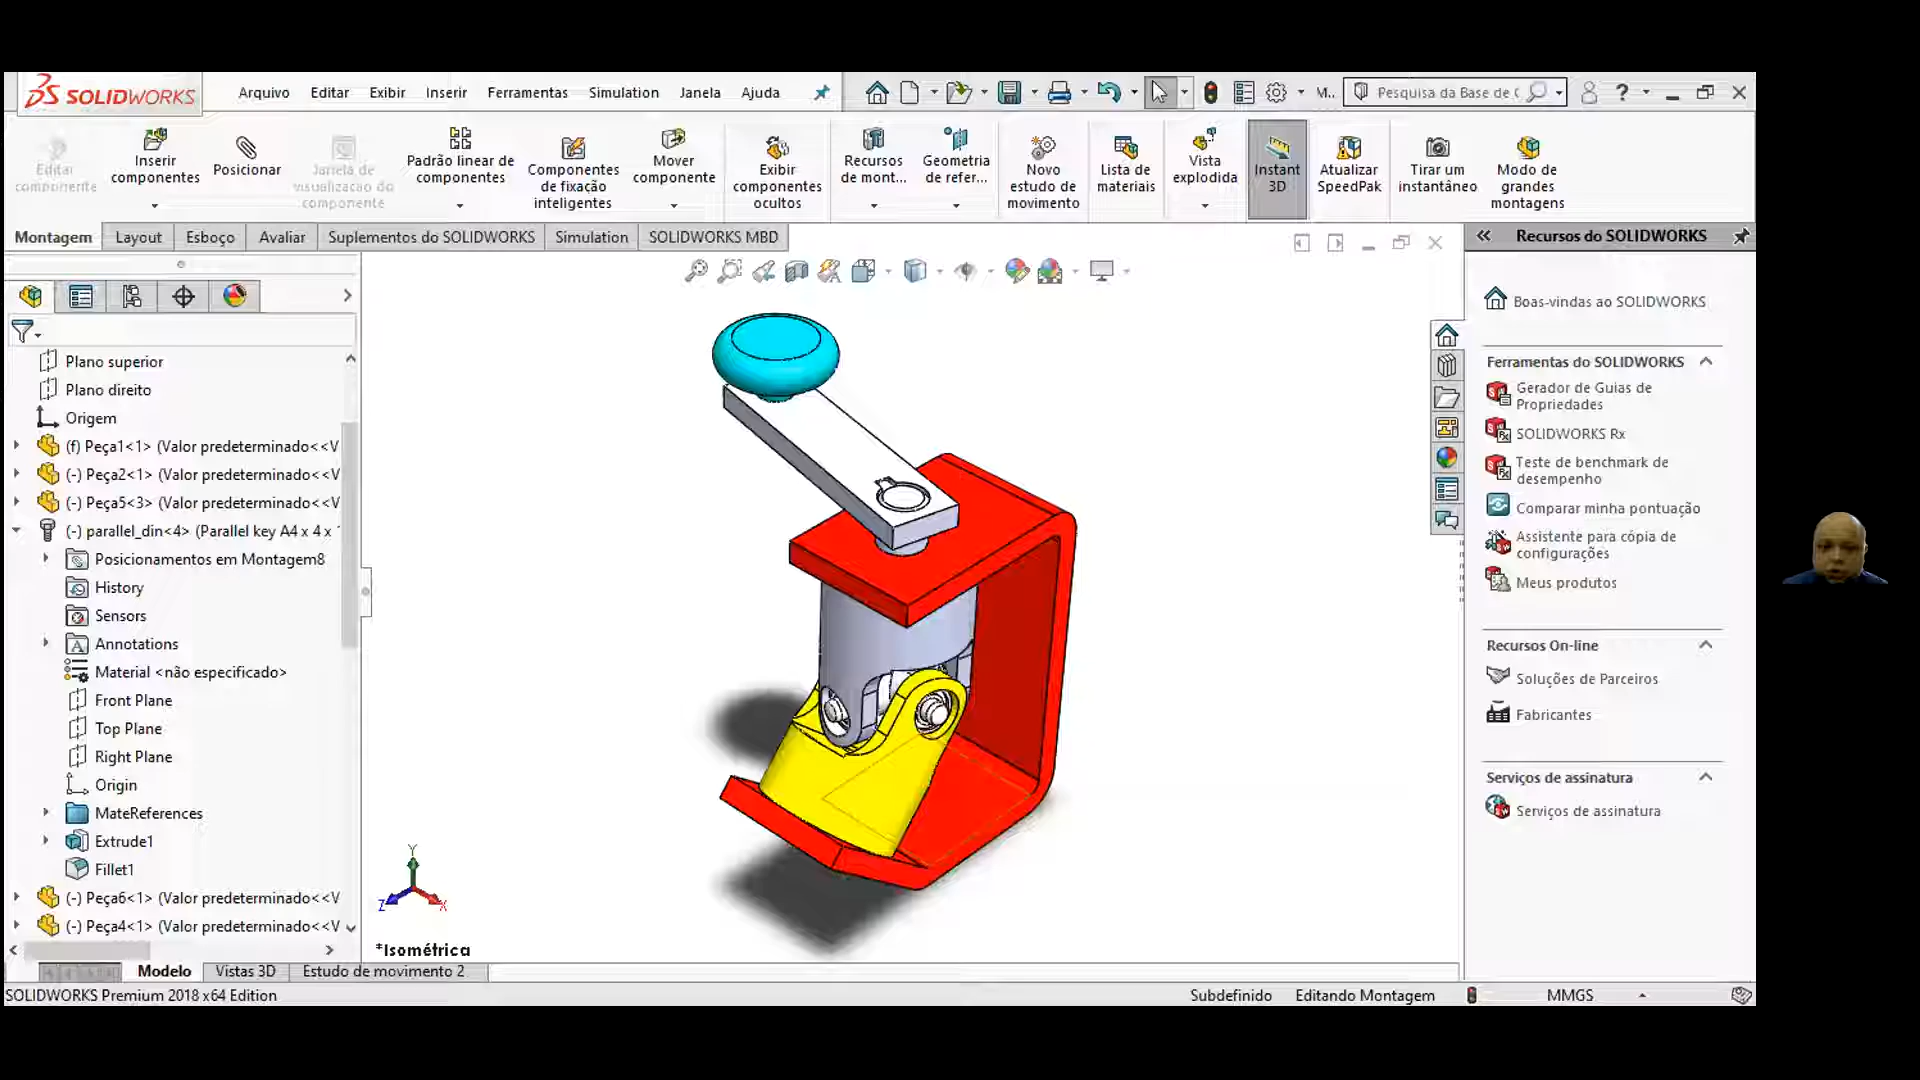 SOLIDWORKS
Arquivo
Editar
Exibir
Inserir
Ferramentas
Simulation
Janela
Ajuda
M..
Pesquisa da Base de C
?
Editar componente
Inserir componentes
Posicionar
Janela de visualização do componente
Padrão linear de componentes
Componentes de fixação inteligentes
Mover componente
Exibir componentes ocultos
Recursos de mont...
Geometria de refer...
Novo estudo de movimento
Lista de materiais
Vista explodida
Instant 3D
Atualizar SpeedPak
Tirar um instantâneo
Modo de grandes montagens
Montagem
Layout
Esboço
Avaliar
Suplementos do SOLIDWORKS
Simulation
SOLIDWORKS MBD
Plano superior
Plano direito
Origem
(f) Peça1<1> (Valor predeterminado<<V
(-) Peça2<1> (Valor predeterminado<<V
(-) Peça5<3> (Valor predeterminado<<V
(-) parallel_din<4> (Parallel key A4 x 4 x
Posicionamentos em Montagem8
History
Sensors
Annotations
Material <não especificado>
Front Plane
Top Plane
Right Plane
Origin
MateReferences
Extrude1
Fillet1
(-) Peça6<1> (Valor predeterminado<<V
(-) Peça4<1> (Valor predeterminado<<V
Y
Z
X
*Isométrica
Modelo
Vistas 3D
Estudo de movimento 2
SOLIDWORKS Premium 2018 x64 Edition
Subdefinido
Editando Montagem
MMGS
Recursos do SOLIDWORKS
Boas-vindas ao SOLIDWORKS
Ferramentas do SOLIDWORKS
Gerador de Guias de
Propriedades
SOLIDWORKS Rx
Teste de benchmark de
desempenho
Comparar minha pontuação
Assistente para cópia de
configurações
Meus produtos
Recursos On-line
Soluções de Parceiros
Fabricantes
Serviços de assinatura
Serviços de assinatura